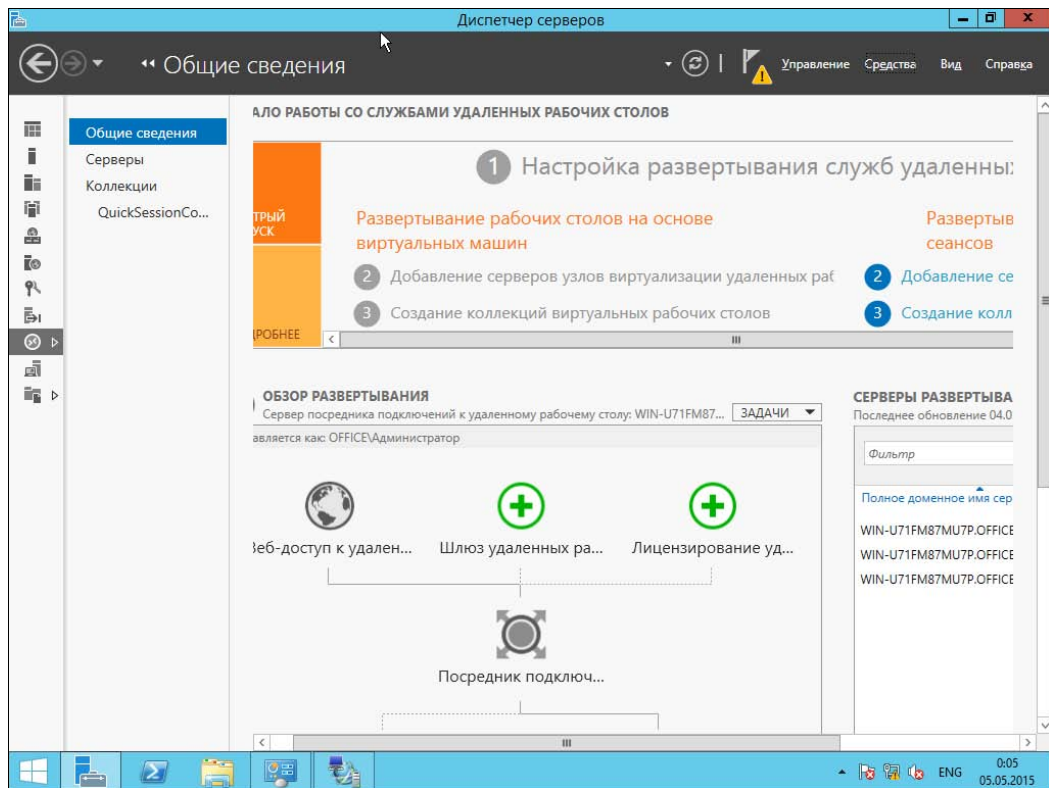 Диспетчер серверов
Общие сведения
Управление Средства Вид Справка
Общие сведения
Серверы
Коллекции
QuickSessionCo...
АЛО РАБОТЫ СО СЛУЖБАМИ УДАЛЕННЫХ РАБОЧИХ СТОЛОВ
1 Настройка развертывания служб удаленных
ТРЫЙ
УСК
Развертывание рабочих столов на основе
виртуальных машин
Развертыв
сеансов
2 Добавление серверов узлов виртуализации удаленных раб
2 Добавление се
3 Создание коллекций виртуальных рабочих столов
3 Создание колл
ДРОБНЕЕ
ОБЗОР РАЗВЕРТЫВАНИЯ
Сервер посредника подключений к удаленному рабочему столу: WIN-U71FM87...
ЗАДАЧИ
авляется как: OFFICE\Администратор
Веб-доступ к удален...
Шлюз удаленных ра...
Лицензирование уд...
Посредник подключ...
СЕРВЕРЫ РАЗВЕРТЫВА
Последнее обновление 04.0
Фильтр
Полное доменное имя сер
WIN-U71FM87MU7P.OFFICE
WIN-U71FM87MU7P.OFFICE
WIN-U71FM87MU7P.OFFICE
ENG
0:05
05.05.2015